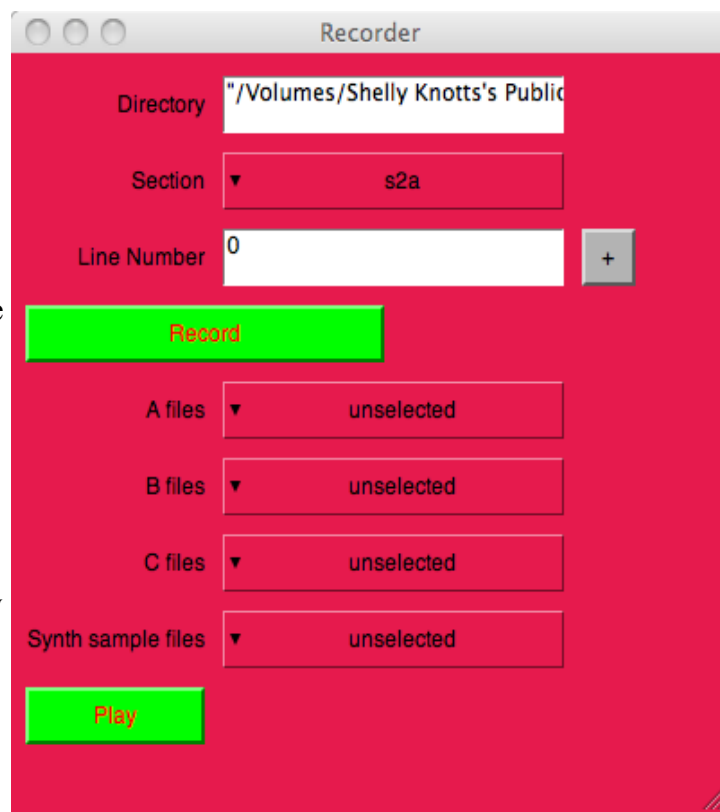 Recorder
Directory "/Volumes/Shelly Knotts's Public
Section s2a
Line Number 0 +
Record
A files unselected
B files unselected
C files unselected
Synth sample files unselected
Play